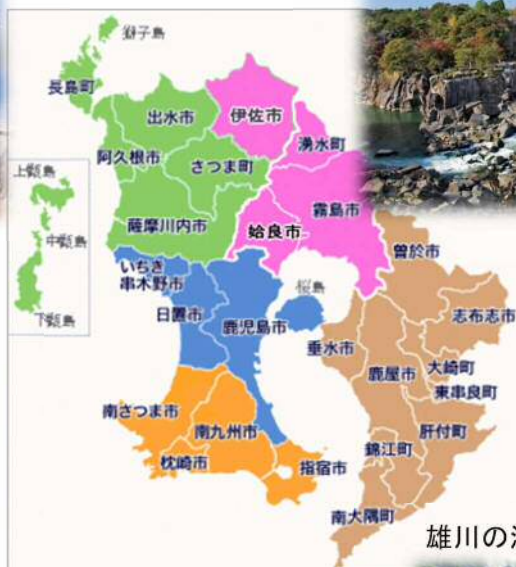 獅子島
長島町
出水市
伊佐市
湧水町
阿久根市
さつま町
上甑島
霧島市
薩摩川内市
姶良市
中甑島
曽於市
いちき
串木野市
桜島
志布志市
下甑島
日置市
鹿児島市
垂水市
大崎町
鹿屋市
東串良町
南さつま市
南九州市
肝付町
錦江町
枕崎市
指宿市
南大隅町
雄川の